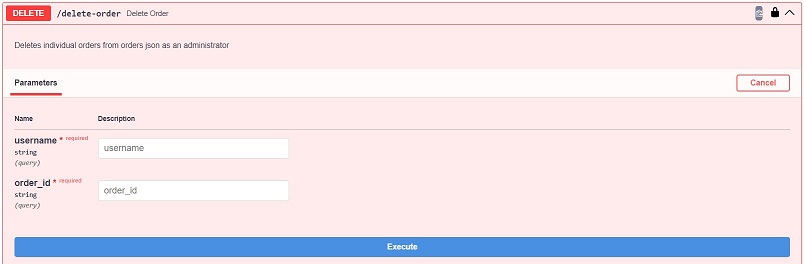 DELETE /delete-order Delete Order
Deletes individual orders from orders json as an administrator
Parameters Cancel
Name Description
username * required
string
(query)
username
order_id * required
string
(query)
order_id
Execute